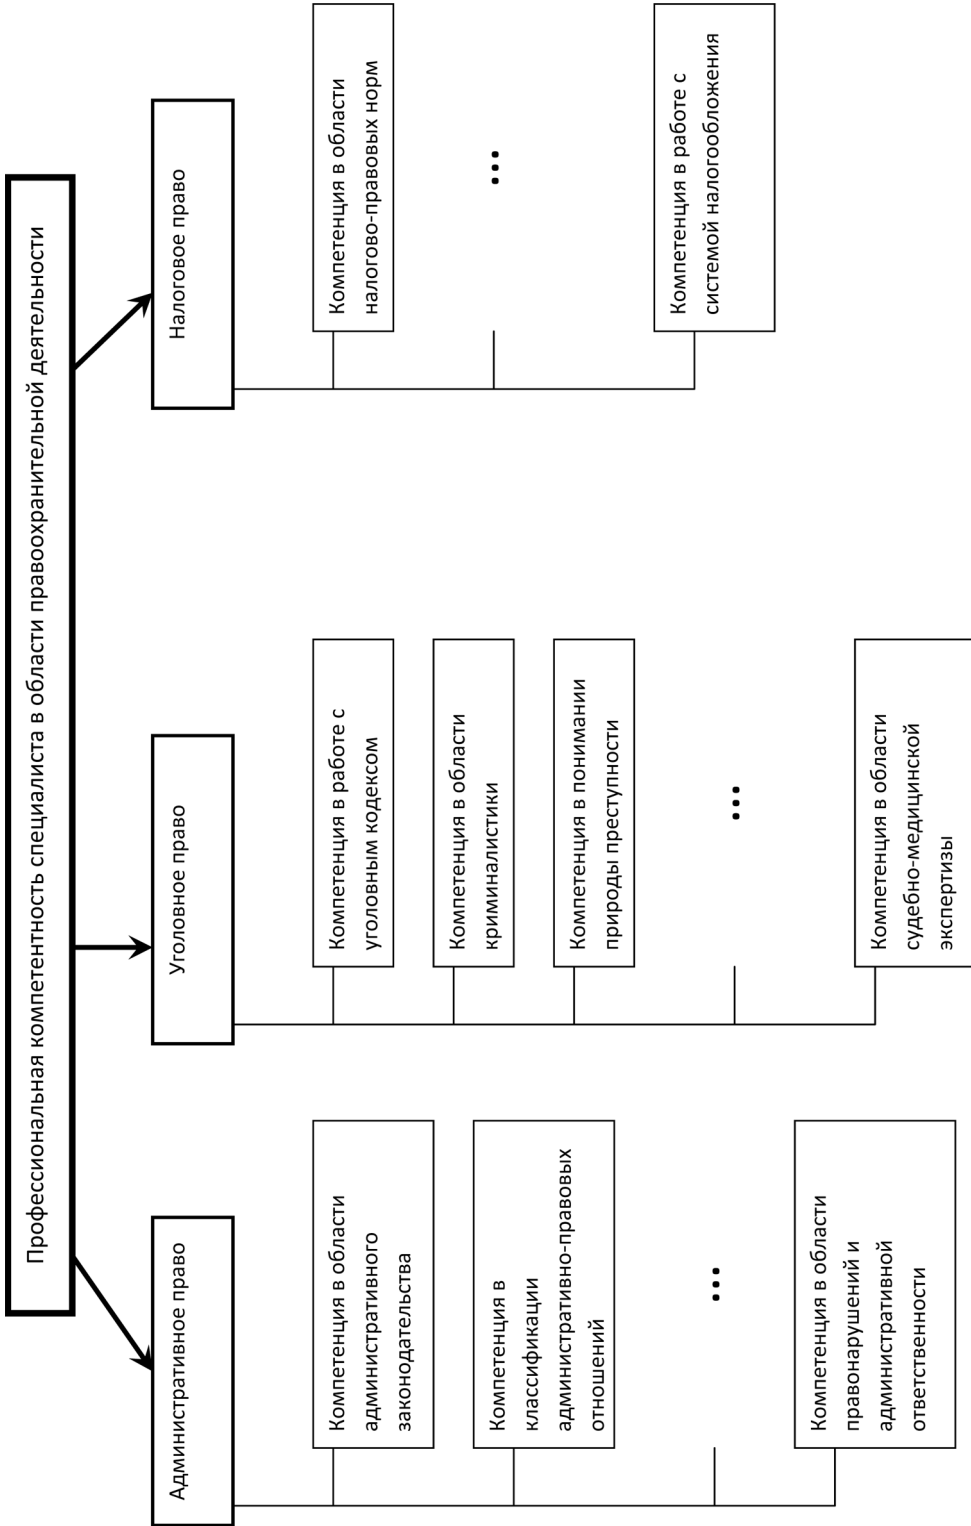 Профессиональная компетентность специалиста в области правоохранительной деятельности
Административное право
Компетенция в области
административного
законодательства
Компетенция в
классификации
административно-правовых
отношений
...
Компетенция в области
правонарушений и
административной
ответственности
Уголовное право
Компетенция в работе с
уголовным кодексом
Компетенция в области
криминалистики
Компетенция в понимании
природы преступности
...
Компетенция в области
судебно-медицинской
экспертизы
Налоговое право
Компетенция в области
налогово-правовых норм
...
Компетенция в работе с
системой налогообложения